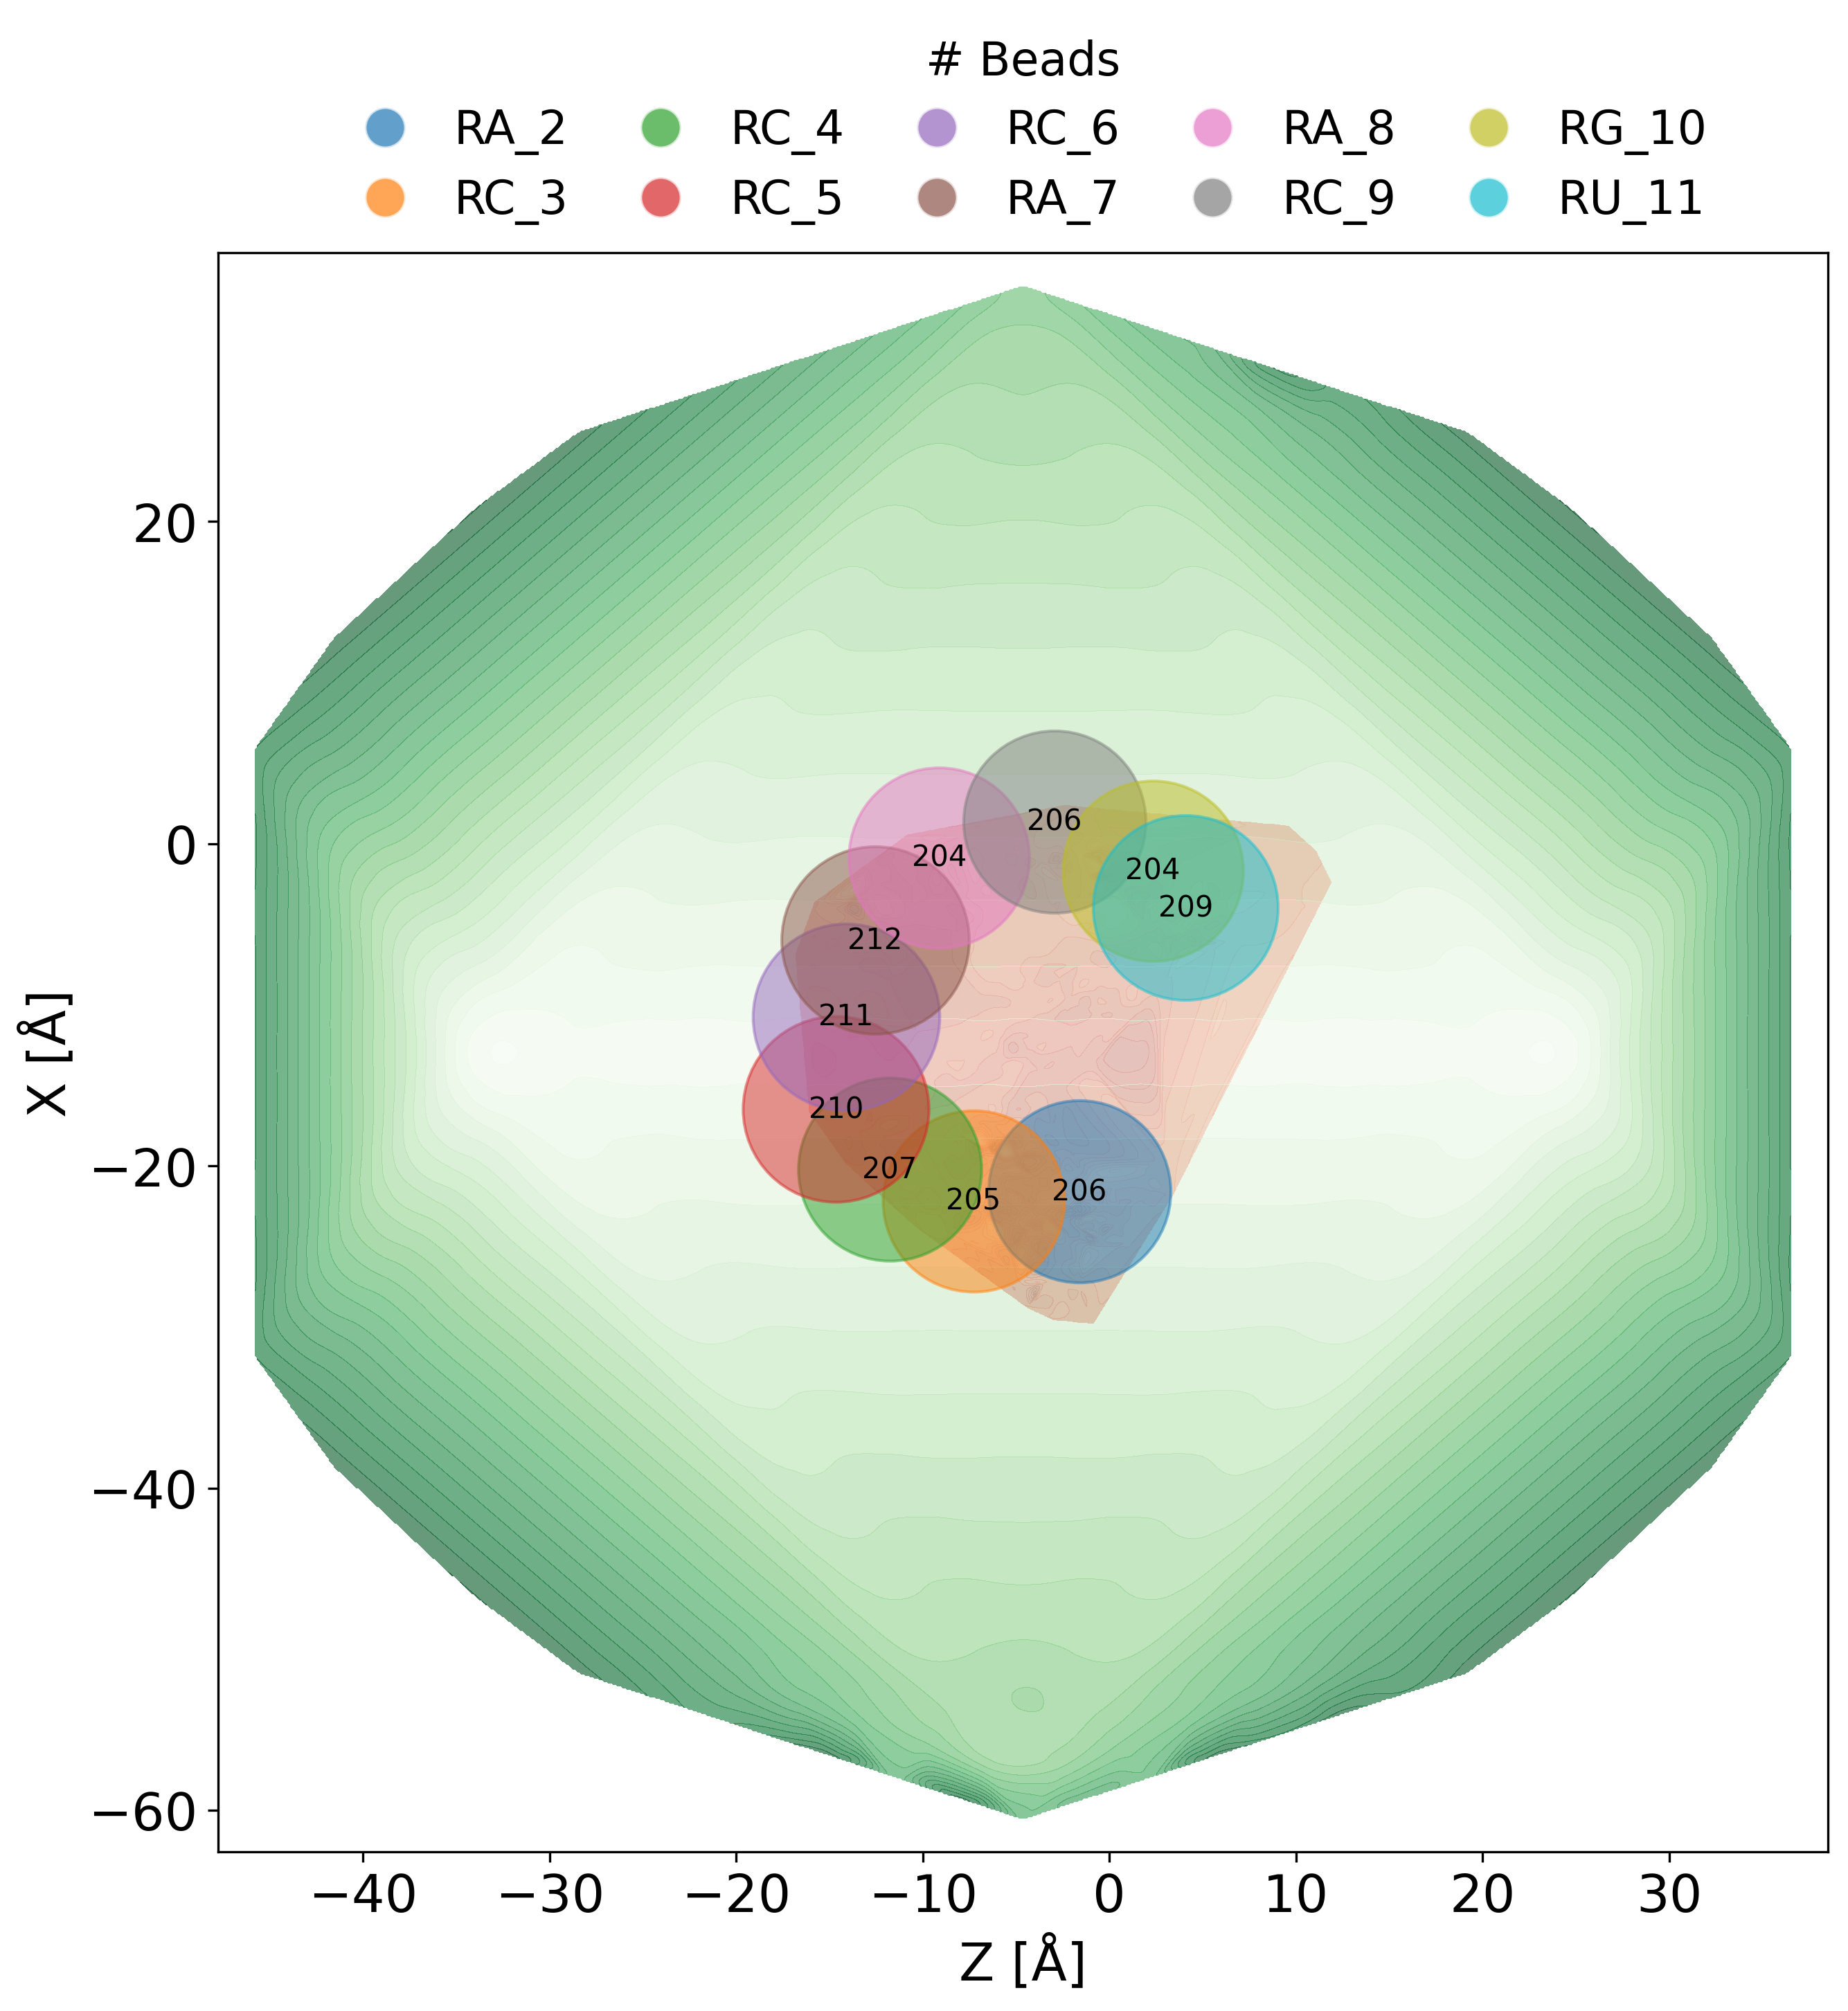 # Beads
RA_2 RC_4 RC_6 RA_8 RG_10
RC_3 RC_5 RA_7 RC_9 RU_11
X [Å]
20
0
−20
−40
−60
206
204
204
209
212
211
210
207
205
206
−40 −30 −20 −10 0 10 20 30
Z [Å]